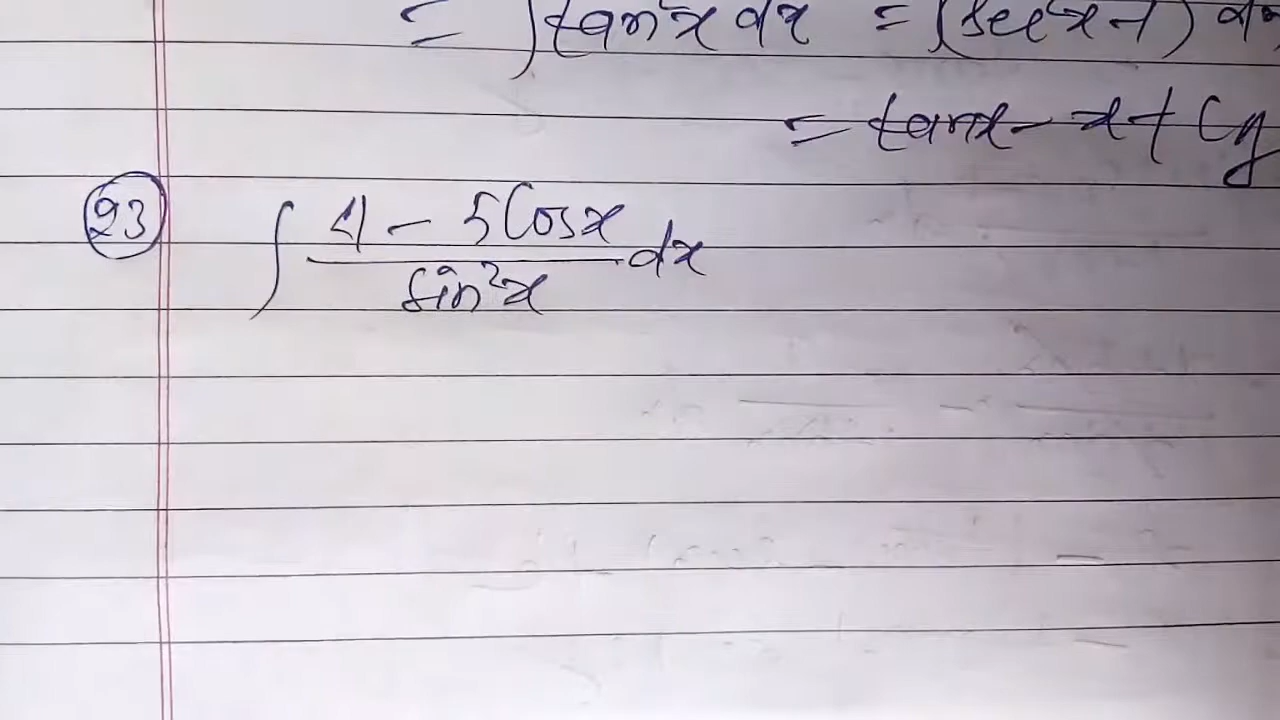 = ∫tan²x dx = ∫(sec²x-1) dx
= tanx - x + C
23 ∫ 4 - 5Cosx / sin²x dx